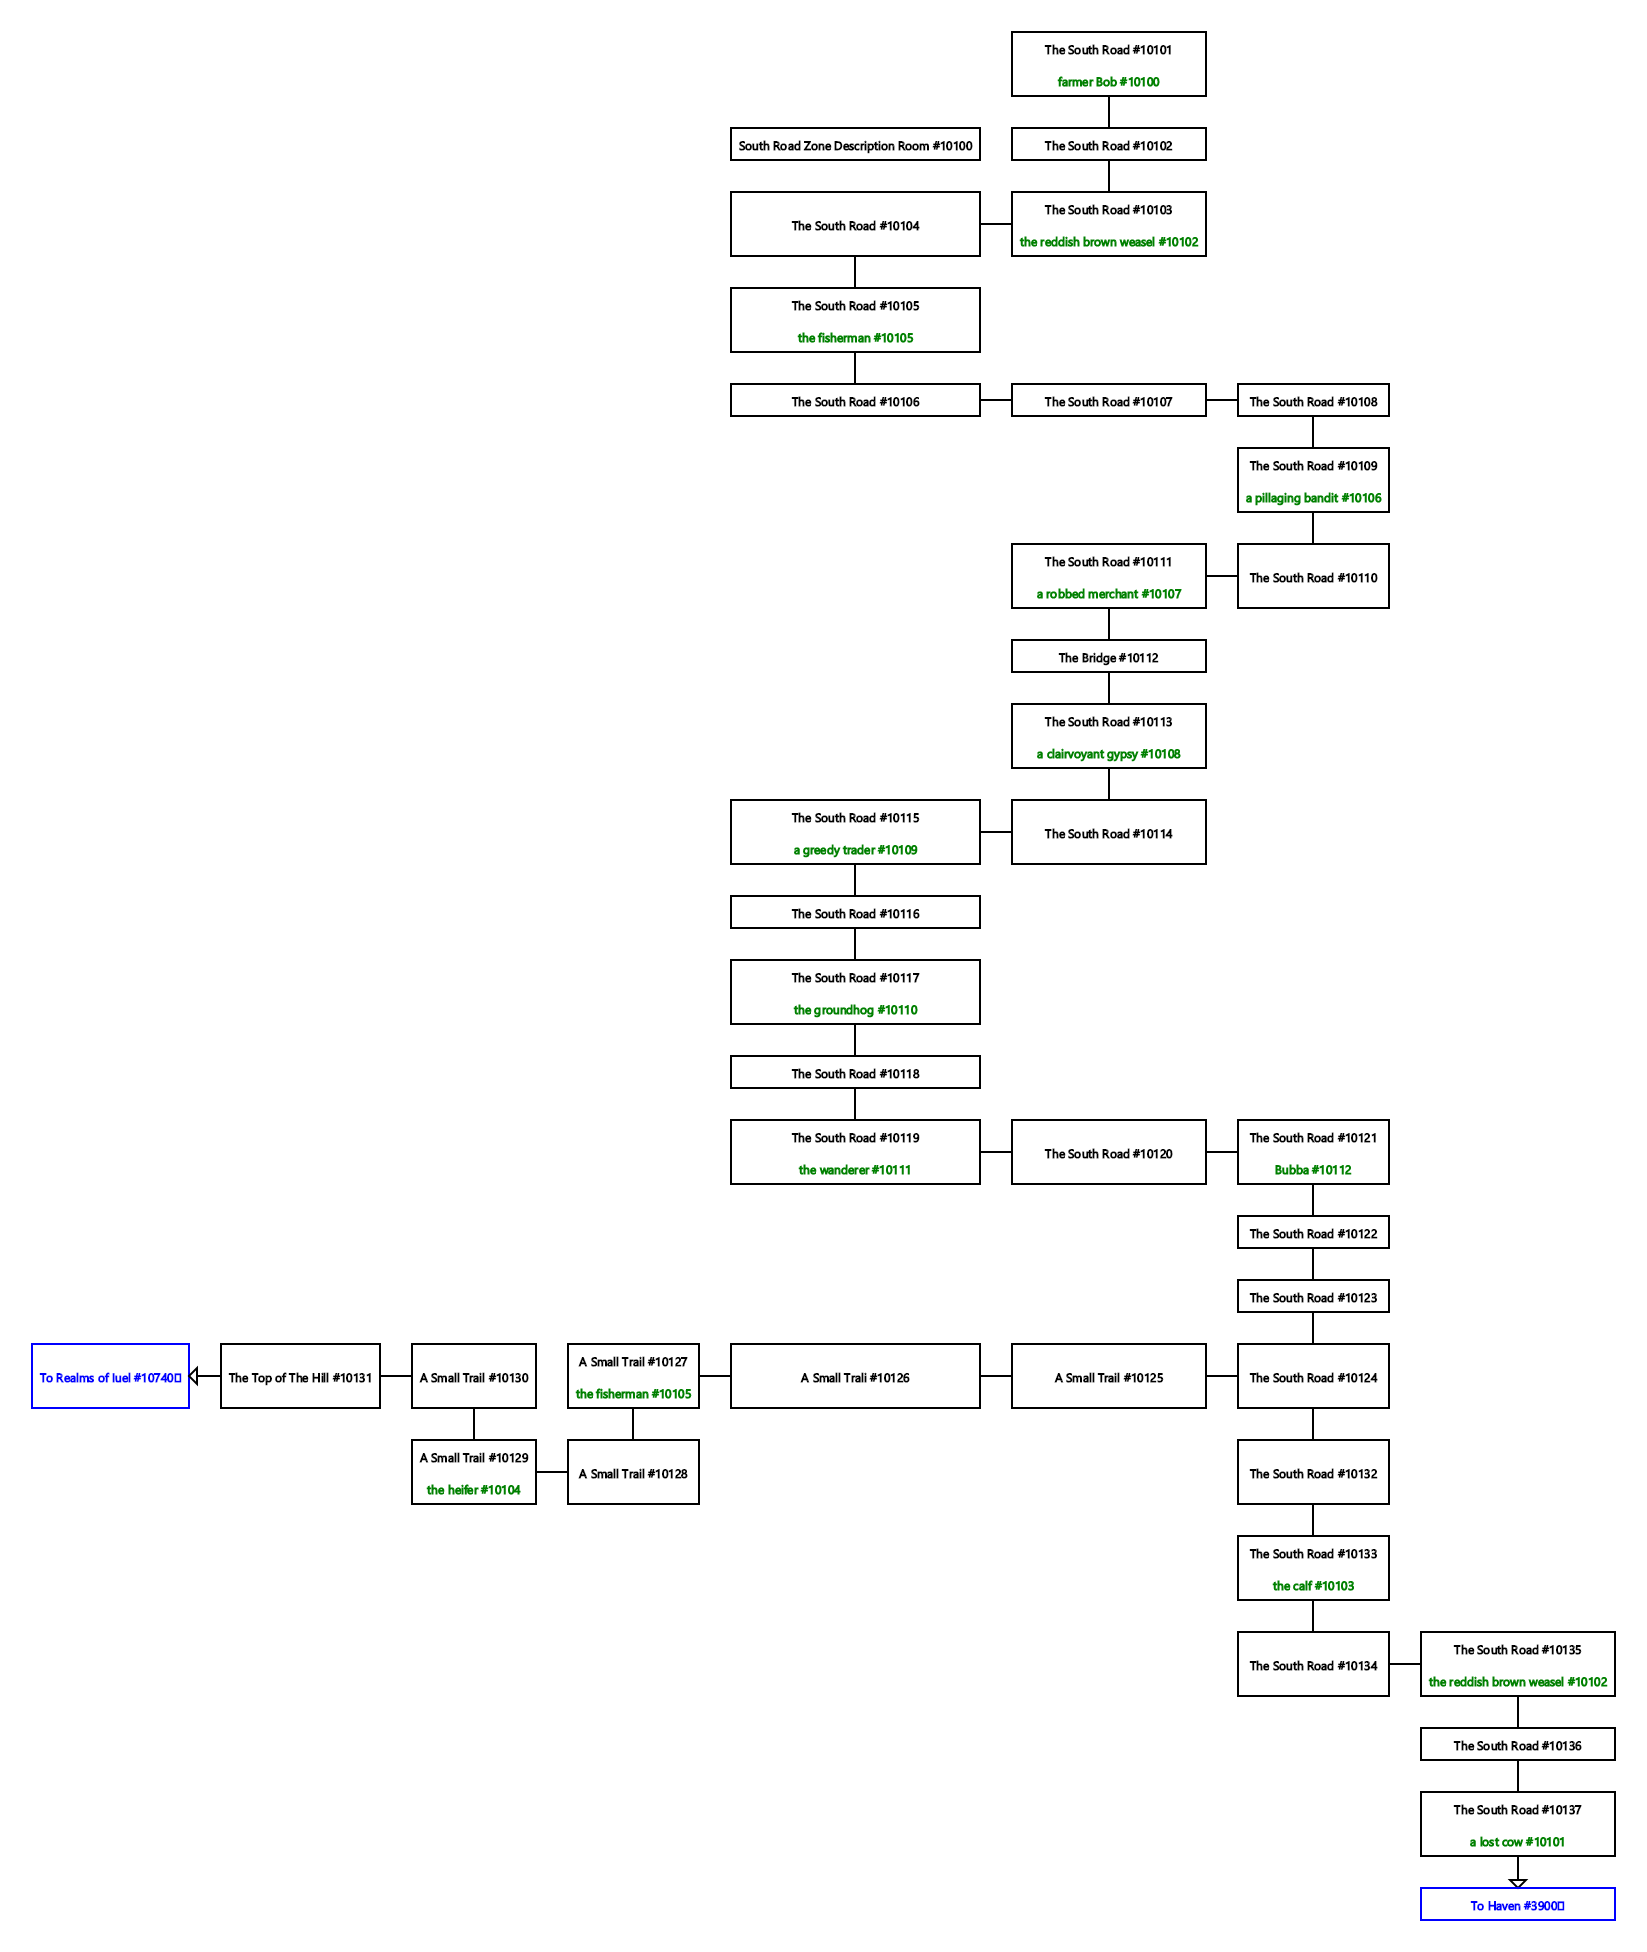 The South Road #10101
farmer Bob #10100
South Road Zone Description Room #10100
The South Road #10102
The South Road #10104
The South Road #10103
the reddish brown weasel #10102
The South Road #10105
the fisherman #10105
The South Road #10106
The South Road #10107
The South Road #10108
The South Road #10109
a pillaging bandit #10106
The South Road #10111
a robbed merchant #10107
The South Road #10110
The Bridge #10112
The South Road #10113
a clairvoyant gypsy #10108
The South Road #10115
a greedy trader #10109
The South Road #10114
The South Road #10116
The South Road #10117
the groundhog #10110
The South Road #10118
The South Road #10119
the wanderer #10111
The South Road #10120
The South Road #10121
Bubba #10112
The South Road #10122
The South Road #10123
To Realms of Iuel #10740
The Top of The Hill #10131
A Small Trail #10130
A Small Trail #10127
the fisherman #10105
A Small Trali #10126
A Small Trail #10125
The South Road #10124
A Small Trail #10129
the heifer #10104
A Small Trail #10128
The South Road #10132
The South Road #10133
the calf #10103
The South Road #10134
The South Road #10135
the reddish brown weasel #10102
The South Road #10136
The South Road #10137
a lost cow #10101
To Haven #3900